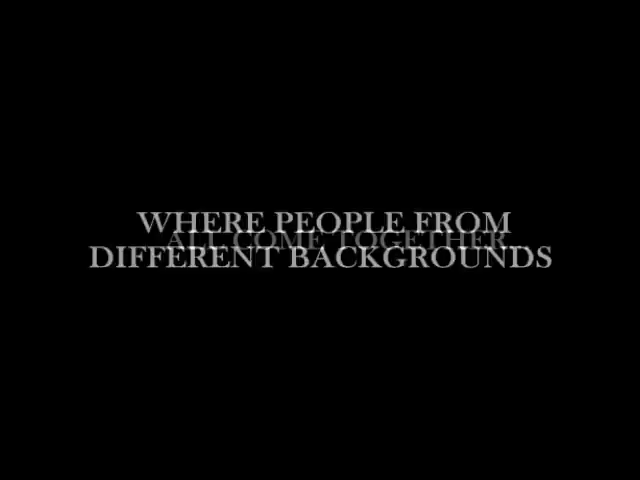 WHERE PEOPLE FROM
ALL COME TOGETHER...
DIFFERENT BACKGROUNDS